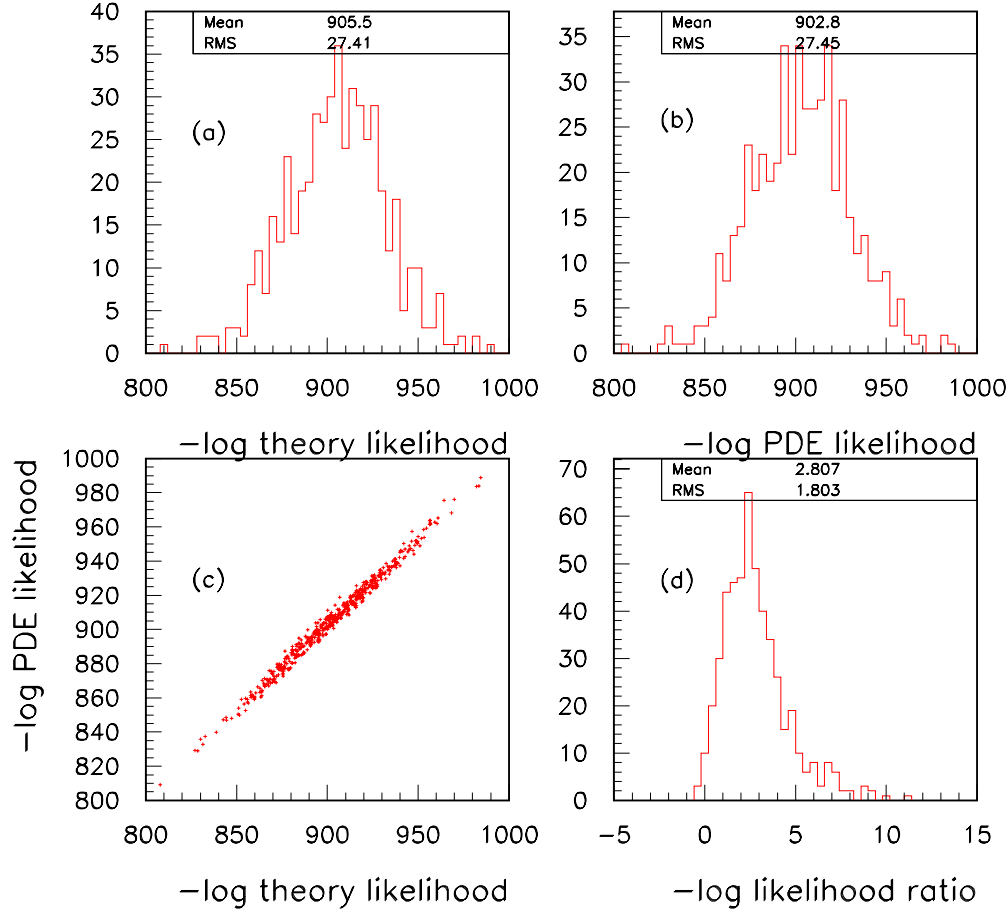 40
35
30
25
20
15
10
5
0
Mean 905.5
RMS 27.41
(a)
800 850 900 950 1000
−log theory likelihood
35
30
25
20
15
10
5
0
Mean 902.8
RMS 27.45
(b)
800 850 900 950 1000
−log PDE likelihood
−log PDE likelihood
1000
980
960
940
920
900
880
860
840
820
800
(c)
800 850 900 950 1000
−log theory likelihood
70
60
50
40
30
20
10
0
Mean 2.807
RMS 1.803
(d)
−5 0 5 10 15
−log likelihood ratio